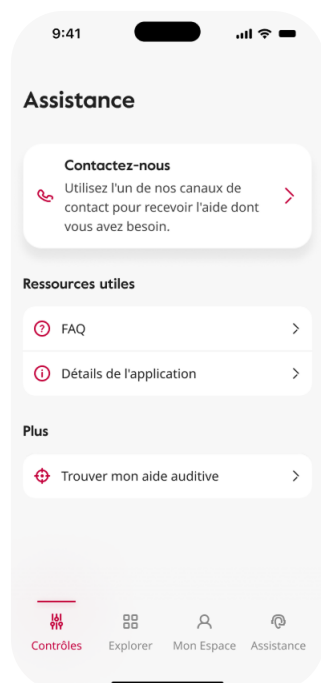 9:41
Assistance
Contactez-nous
Utilisez l'un de nos canaux de
contact pour recevoir l'aide dont
vous avez besoin.
Ressources utiles
FAQ
Détails de l'application
Plus
Trouver mon aide auditive
Contrôles Explorer Mon Espace Assistance